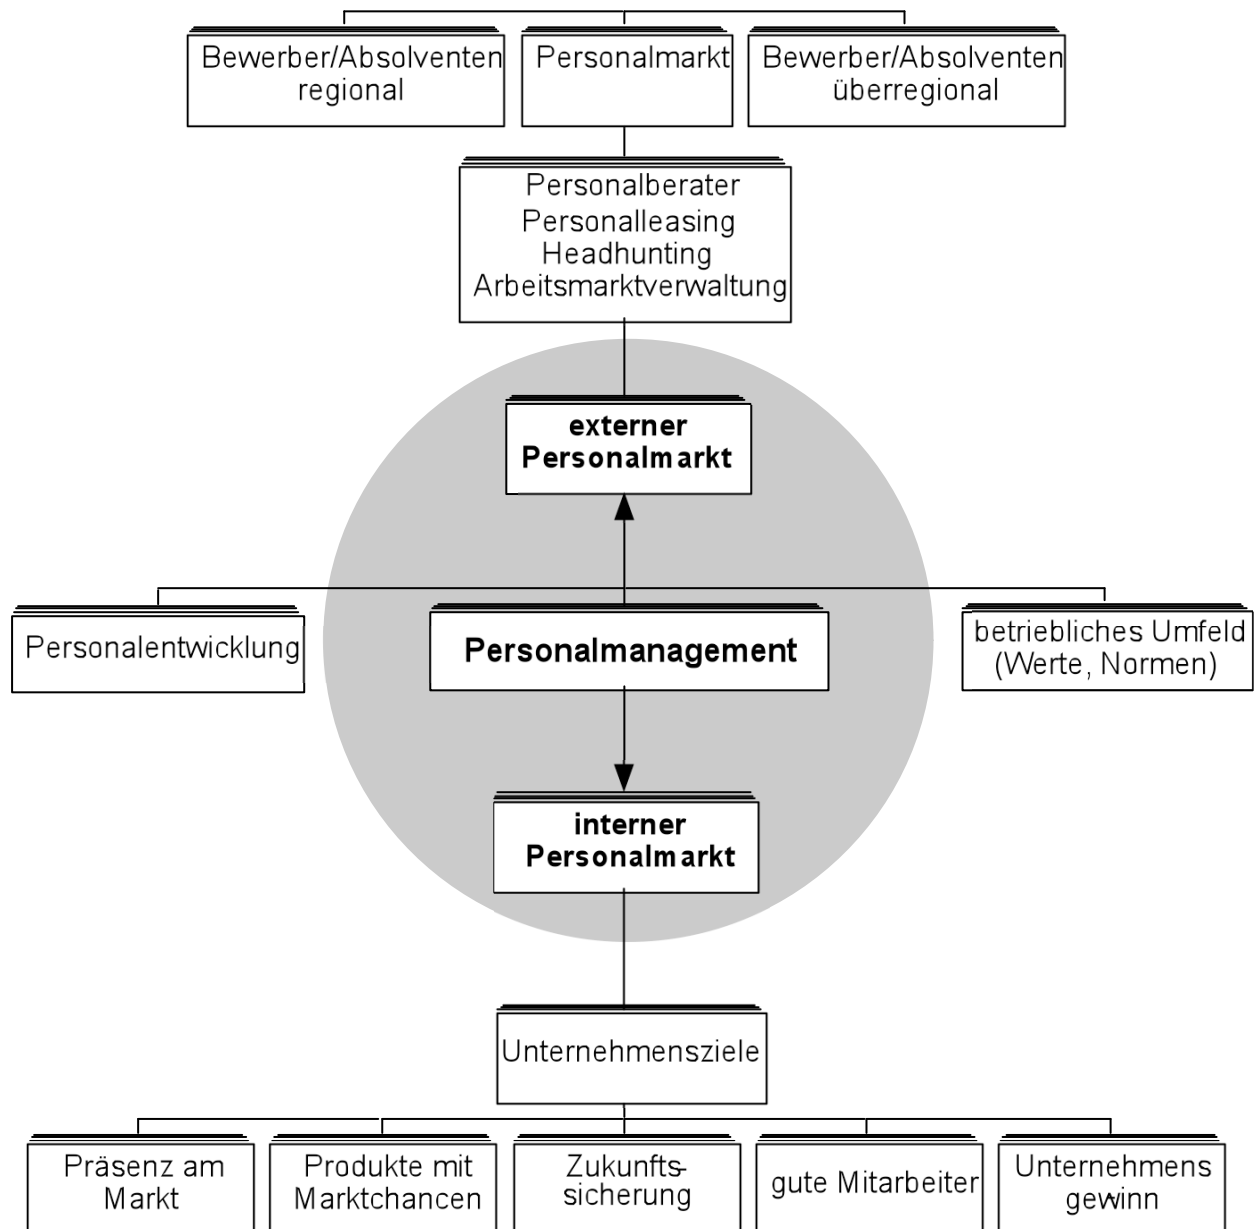 Bewerber/Absolventen
regional
Personalmarkt
Bewerber/Absolventen
überregional
Personalberater
Personalleasing
Headhunting
Arbeitsmarktverwaltung
externer
Personalmarkt
Personalentwicklung
Personalmanagement
betriebliches Umfeld
(Werte, Normen)
interner
Personalmarkt
Unternehmensziele
Präsenz am
Markt
Produkte mit
Marktchancen
Zukunfts-
sicherung
gute Mitarbeiter
Unternehmens
gewinn